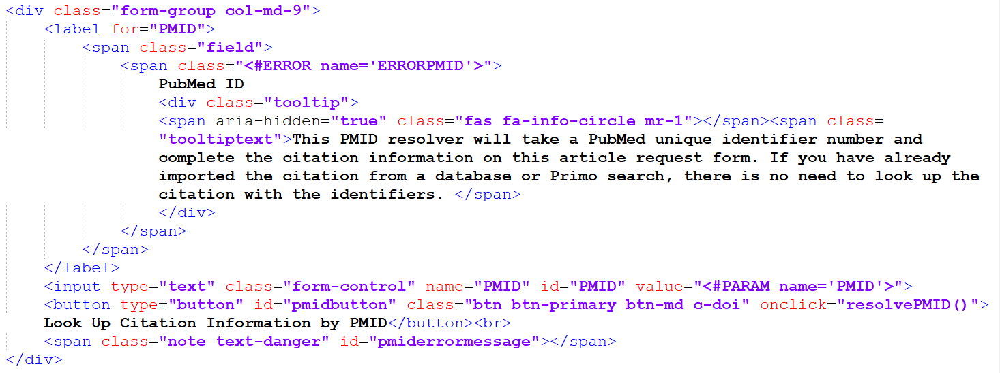 <div class="form-group col-md-9">
    <label for="PMID">
        <span class="field">
            <span class="<#ERROR name='ERRORPMID'>">
                PubMed ID
                <div class="tooltip">
                <span aria-hidden="true" class="fas fa-info-circle mr-1"></span><span class=
                "tooltiptext">This PMID resolver will take a PubMed unique identifier number and
                complete the citation information on this article request form. If you have already
                imported the citation from a database or Primo search, there is no need to look up the
                citation with the identifiers. </span>
                </div>
            </span>
        </span>
    </label>
    <input type="text" class="form-control" name="PMID" id="PMID" value="<#PARAM name='PMID'>">
    <button type="button" id="pmidbutton" class="btn btn-primary btn-md c-doi" onclick="resolvePMID()">
    Look Up Citation Information by PMID</button><br>
    <span class="note text-danger" id="pmiderrormessage"></span>
</div>